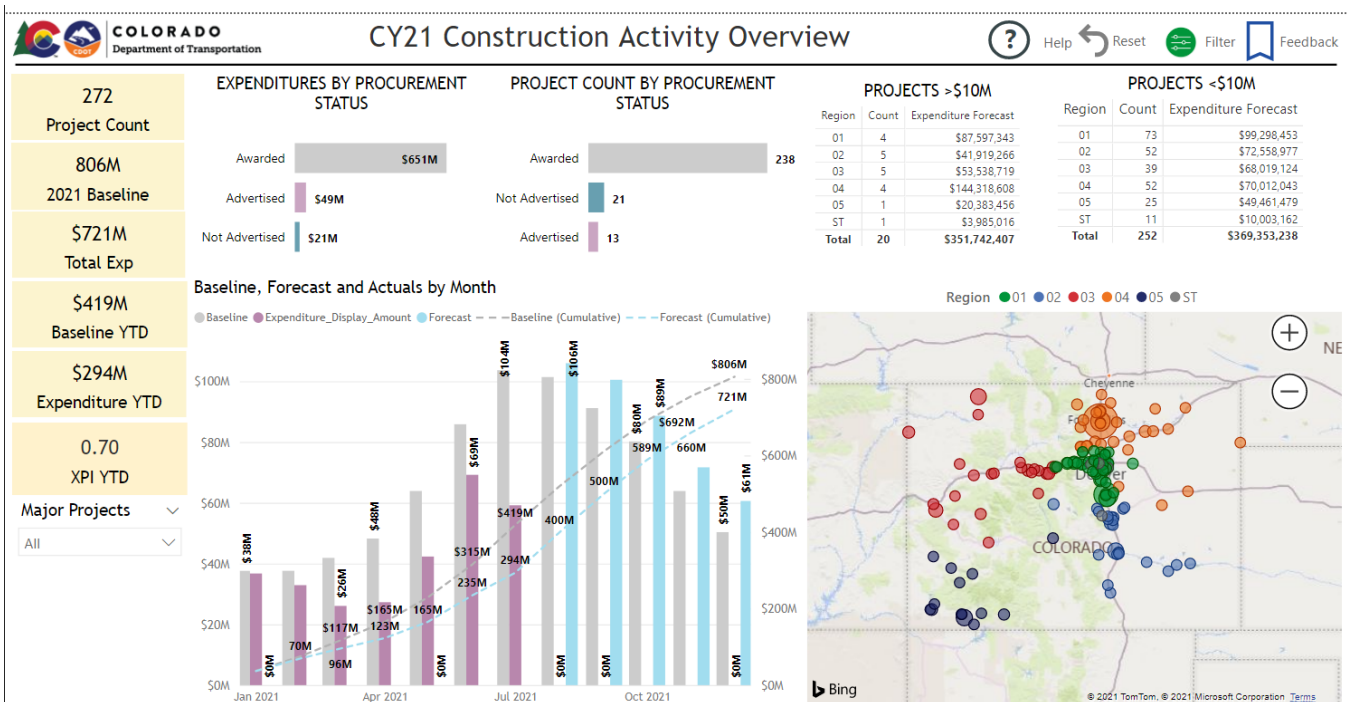 COLORADO
Department of Transportation
CDOT
CY21 Construction Activity Overview
?
Help
Reset
Filter
Feedback
272
Project Count
806M
2021 Baseline
$721M
Total Exp
$419M
Baseline YTD
$294M
Expenditure YTD
0.70
XPI YTD
Major Projects
All
EXPENDITURES BY PROCUREMENT
STATUS
Awarded $651M
Advertised $49M
Not Advertised $21M
PROJECT COUNT BY PROCUREMENT
STATUS
Awarded 238
Not Advertised 21
Advertised 13
PROJECTS >$10M
Region Count Expenditure Forecast
01 4 $87,597,343
02 5 $41,919,266
03 5 $53,538,719
04 4 $144,318,608
05 1 $20,383,456
ST 1 $3,985,016
Total 20 $351,742,407
PROJECTS <$10M
Region Count Expenditure Forecast
01 73 $99,298,453
02 52 $72,558,977
03 39 $68,019,124
04 52 $70,012,043
05 25 $49,461,479
ST 11 $10,003,162
Total 252 $369,353,238
Baseline, Forecast and Actuals by Month
Baseline Expenditure_Display_Amount Forecast Baseline (Cumulative) Forecast (Cumulative)
$100M
$80M
$60M
$40M
$20M
$0M
$38M
$0M
70M
$26M
$117M
96M
$48M
$165M
123M
165M
$0M
$69M
$315M
235M
$104M
$419M
294M
$106M
400M
$0M
500M
$0M
$80M
589M
$89M
$692M
660M
$50M
$806M
721M
$61M
$0M
$800M
$600M
$400M
$200M
$0M
Jan 2021 Apr 2021 Jul 2021 Oct 2021
Region 01 02 03 04 05 ST
+
−
NE
Cheyenne
COLORADO
Bing
© 2021 TomTom, © 2021 Microsoft Corporation Terms